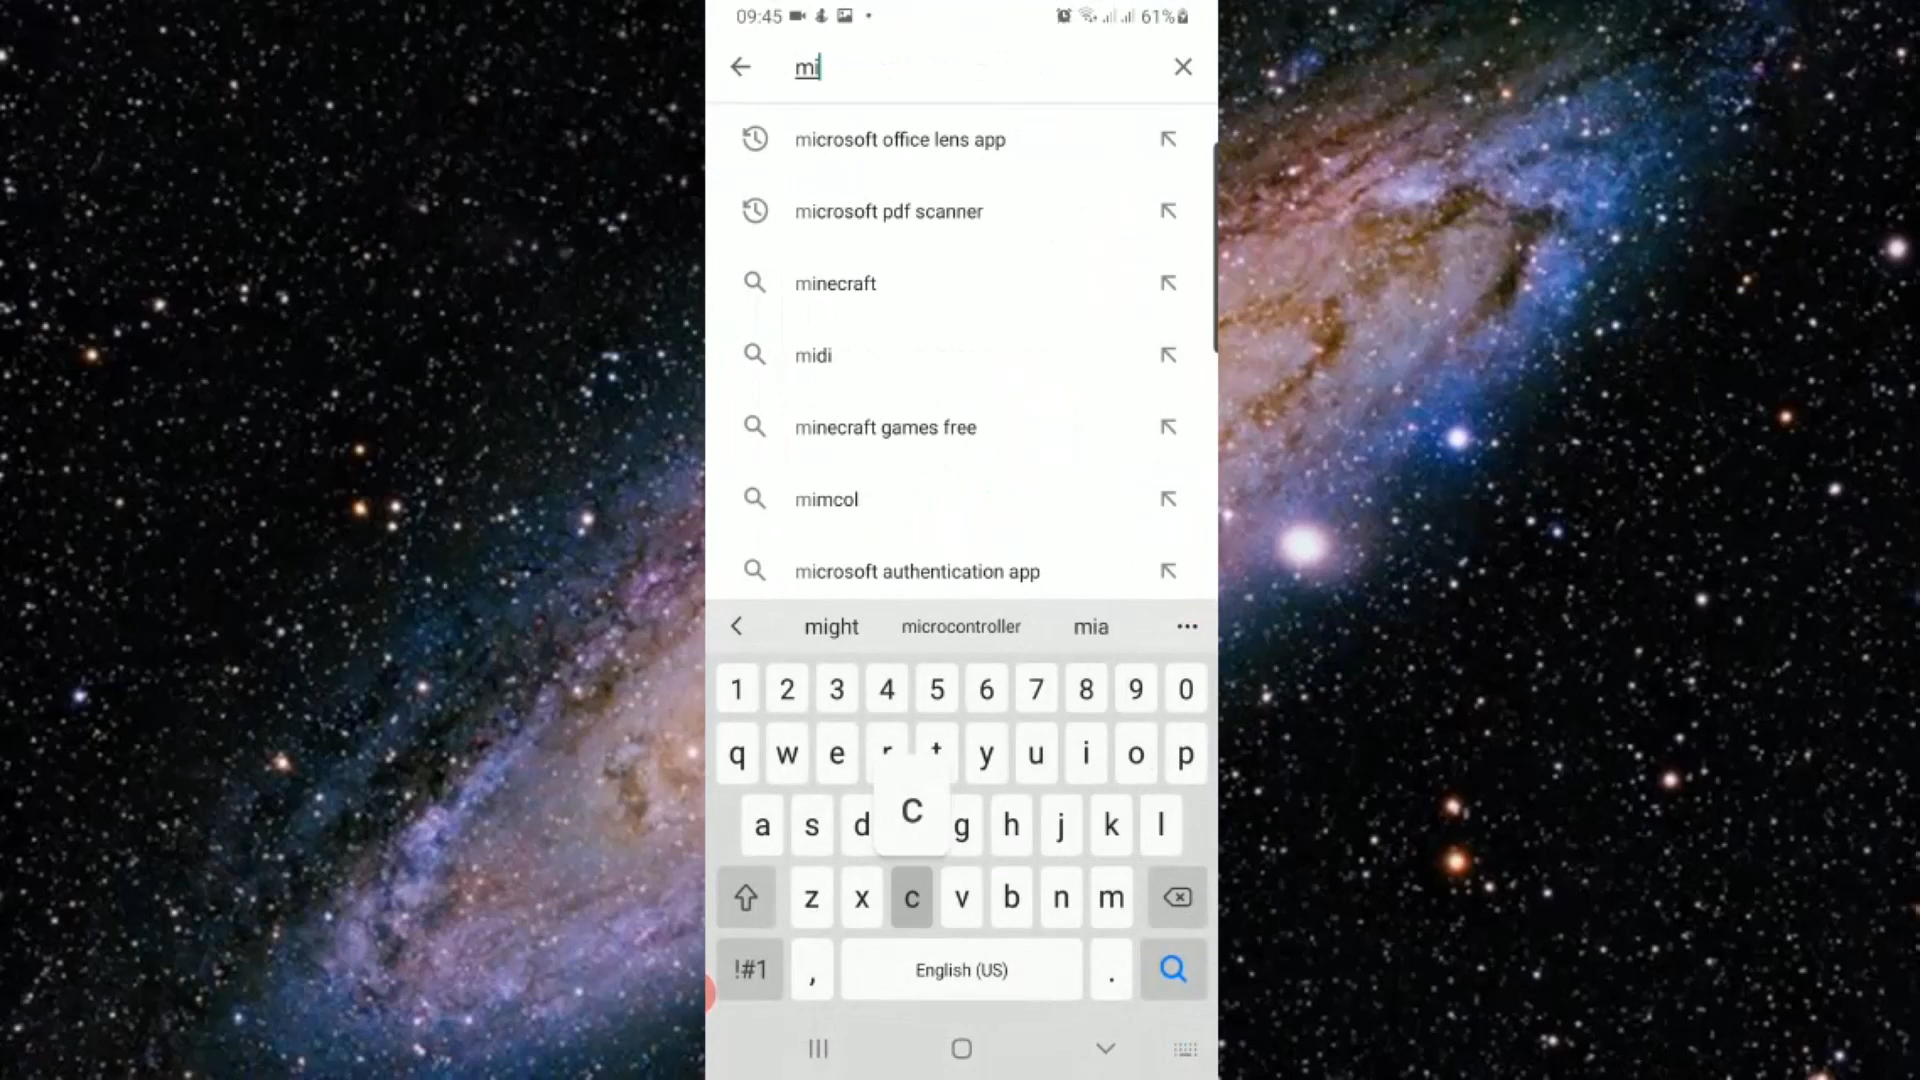 09:45 61%
mi
microsoft office lens app
microsoft pdf scanner
minecraft
midi
minecraft games free
mimcol
microsoft authentication app
might microcontroller mia
1 2 3 4 5 6 7 8 9 0
q w e r t y u i o p
a s d c g h j k l
z x c v b n m
!#1 , English (US) .